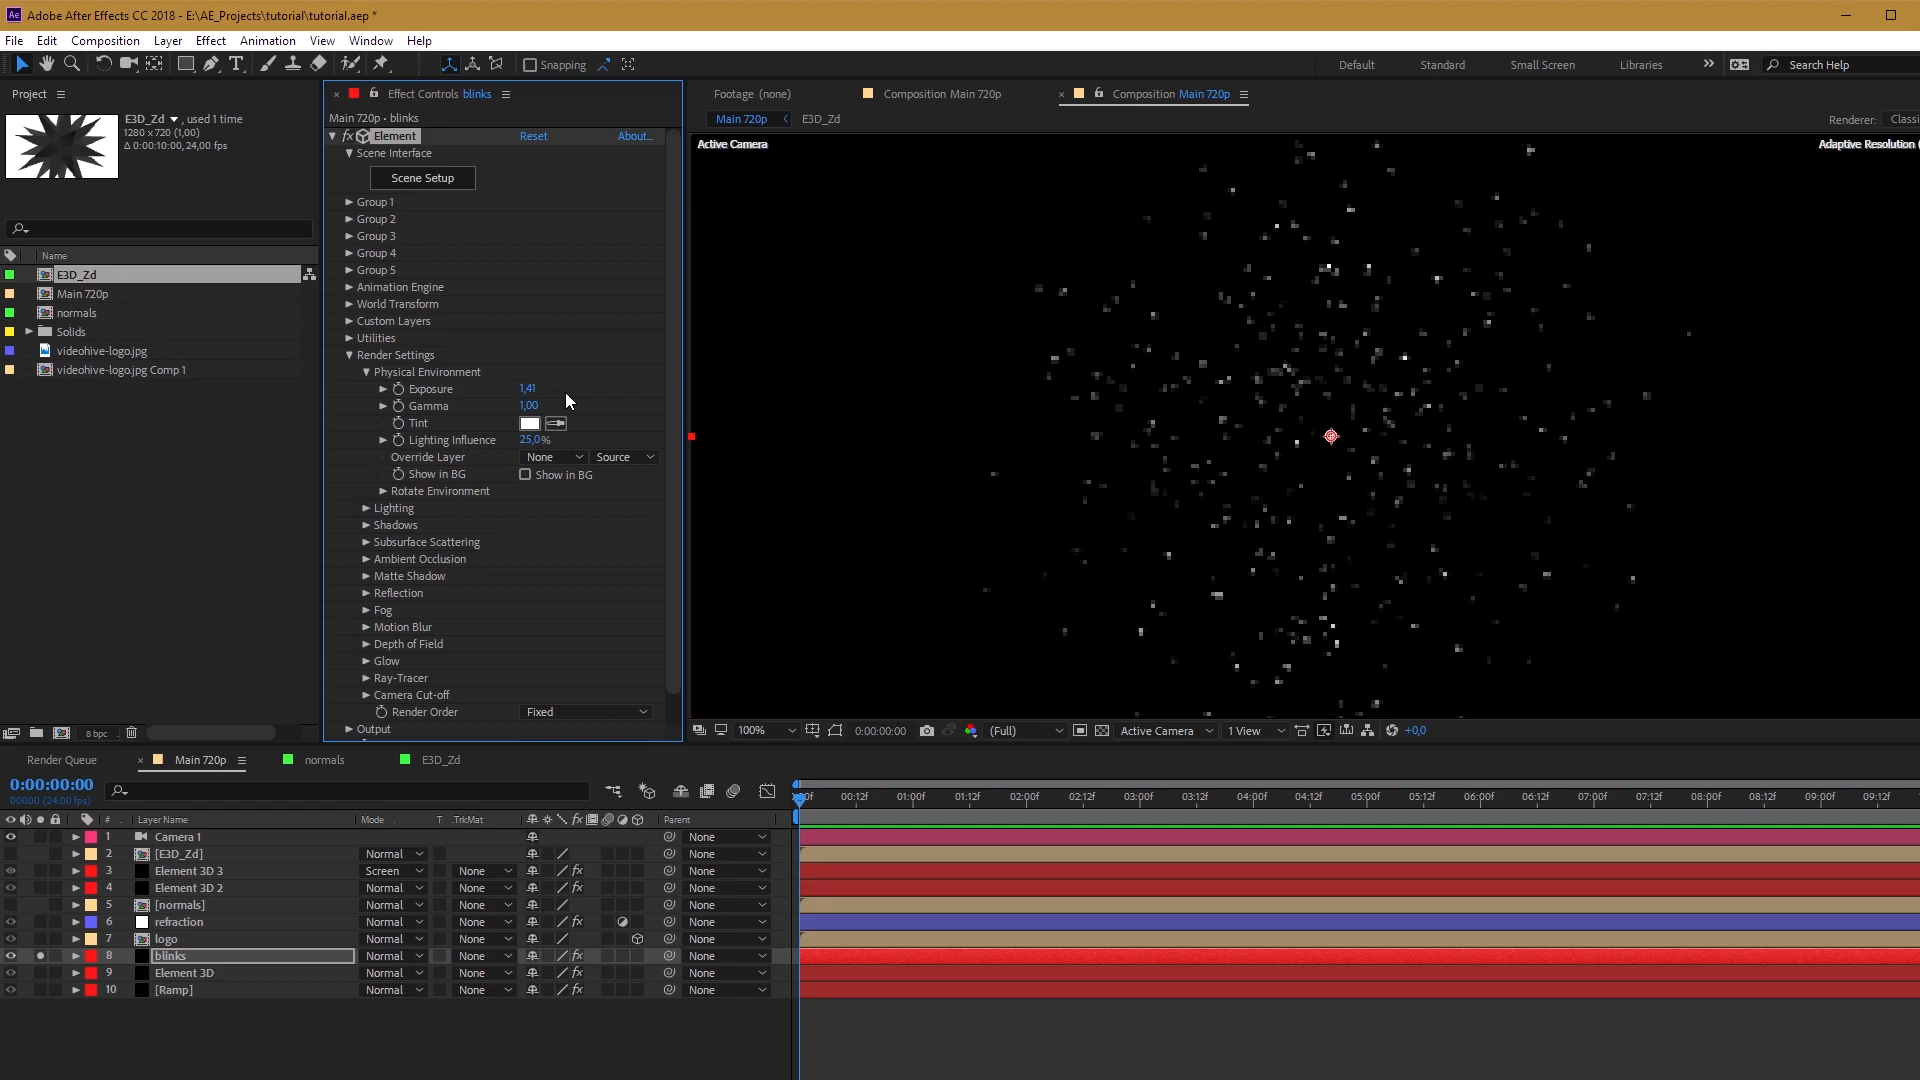 Ae Adobe After Effects CC 2018 - E:\AE_Projects\tutorial\tutorial.aep *
File Edit Composition Layer Effect Animation View Window Help
Snapping Default Standard Small Screen Libraries Search Help
Project
E3D_Zd , used 1 time
1280 x 720 (1,00)
Δ 0:00:10:00, 24,00 fps
Name
E3D_Zd
Main 720p
normals
Solids
videohive-logo.jpg
videohive-logo.jpg Comp 1
8 bpc
Effect Controls blinks
Main 720p • blinks
fx Element Reset About...
Scene Interface
Scene Setup
Group 1
Group 2
Group 3
Group 4
Group 5
Animation Engine
World Transform
Custom Layers
Utilities
Render Settings
Physical Environment
Exposure 1,41
Gamma 1,00
Tint
Lighting Influence 25,0%
Override Layer None Source
Show in BG Show in BG
Rotate Environment
Lighting
Shadows
Subsurface Scattering
Ambient Occlusion
Matte Shadow
Reflection
Fog
Motion Blur
Depth of Field
Glow
Ray-Tracer
Camera Cut-off
Render Order Fixed
Output
Footage (none) Composition Main 720p Composition Main 720p
Main 720p E3D_Zd Renderer: Classi
Active Camera Adaptive Resolution (
100% 0:00:00:00 (Full) Active Camera 1 View +0,0
Render Queue Main 720p normals E3D_Zd
0:00:00:00
00000 (24.00 fps)
00:12f 01:00f 01:12f 02:00f 02:12f 03:00f 03:12f 04:00f 04:12f 05:00f 05:12f 06:00f 06:12f 07:00f 07:12f 08:00f 08:12f 09:00f 09:12f
# Layer Name Mode T .TrkMat fx Parent
1 Camera 1 None
2 [E3D_Zd] Normal None
3 Element 3D 3 Screen None fx None
4 Element 3D 2 Normal None fx None
5 [normals] Normal None None
6 refraction Normal None fx None
7 logo Normal None None
8 blinks Normal None fx None
9 Element 3D Normal None fx None
10 [Ramp] Normal None fx None